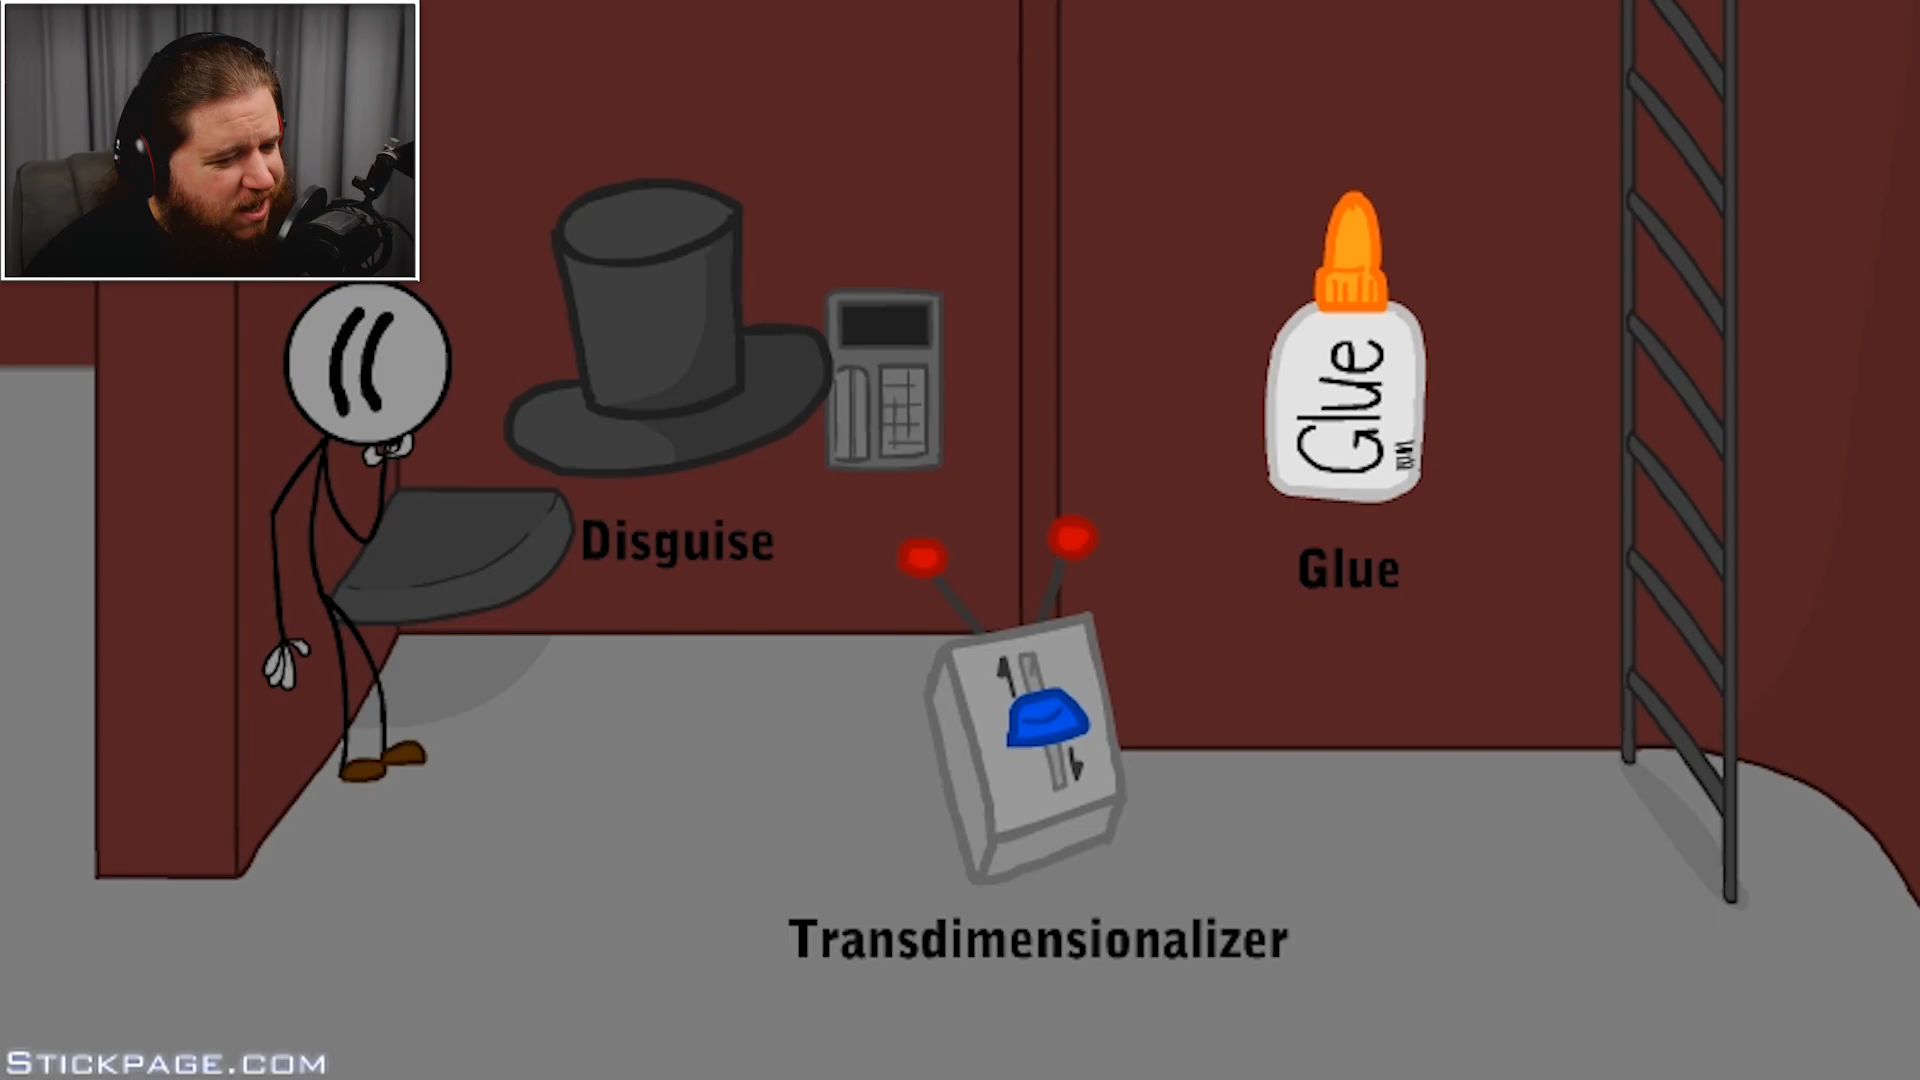 Glue
Disguise
Glue
Transdimensionalizer
STICKPAGE.COM